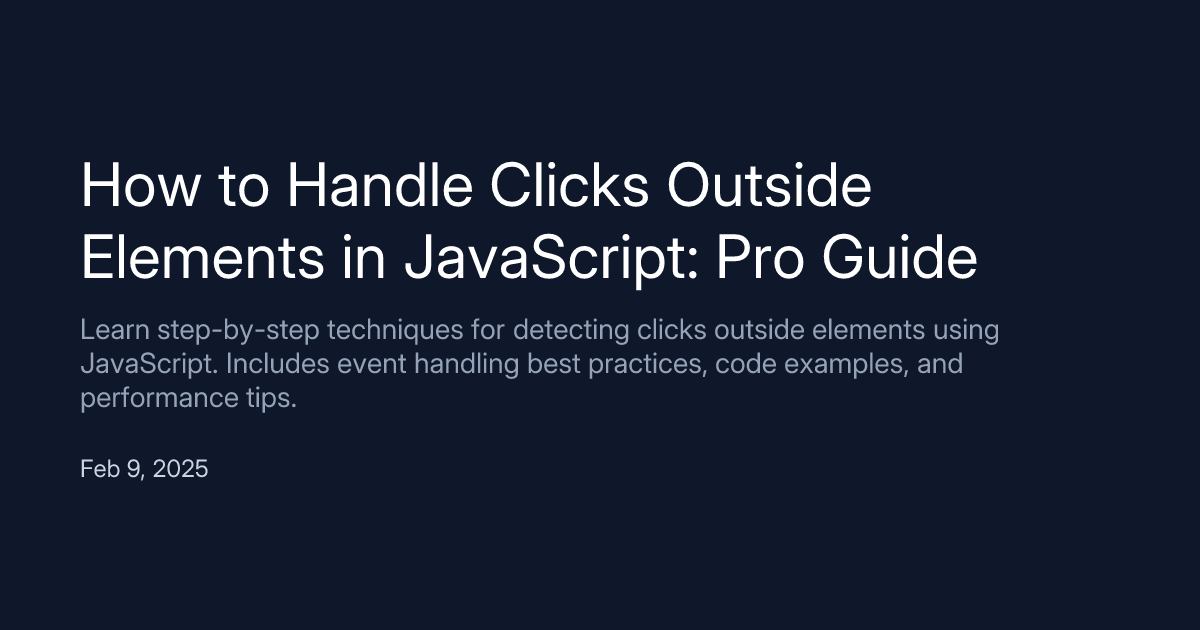 How to Handle Clicks Outside
Elements in JavaScript: Pro Guide
Learn step-by-step techniques for detecting clicks outside elements using
JavaScript. Includes event handling best practices, code examples, and
performance tips.
Feb 9, 2025